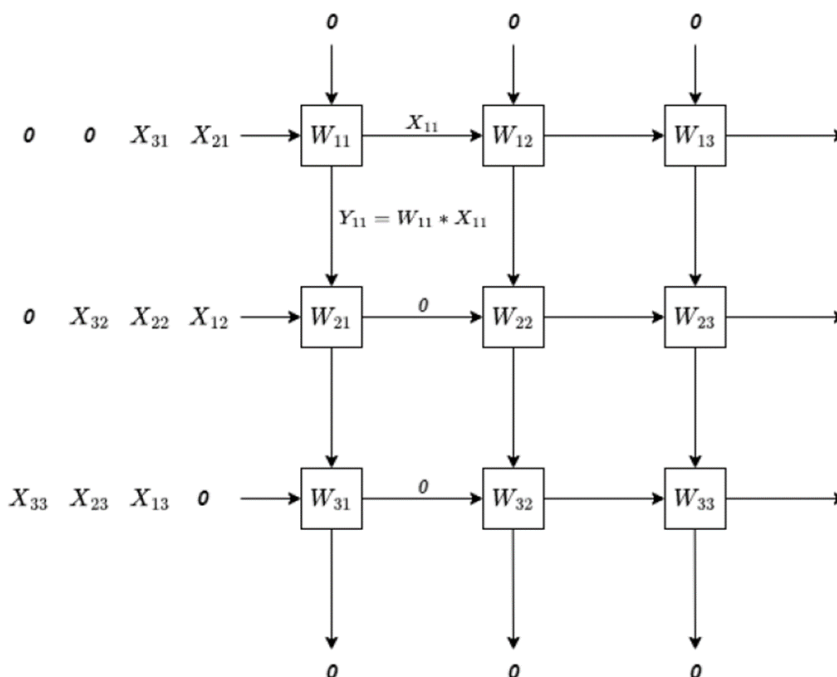 0 0 0
0 0 X₃₁ X₂₁ W₁₁ X₁₁ W₁₂ W₁₃
Y₁₁ = W₁₁ * X₁₁
0 X₃₂ X₂₂ X₁₂ W₂₁ 0 W₂₂ W₂₃
X₃₃ X₂₃ X₁₃ 0 W₃₁ 0 W₃₂ W₃₃
0 0 0